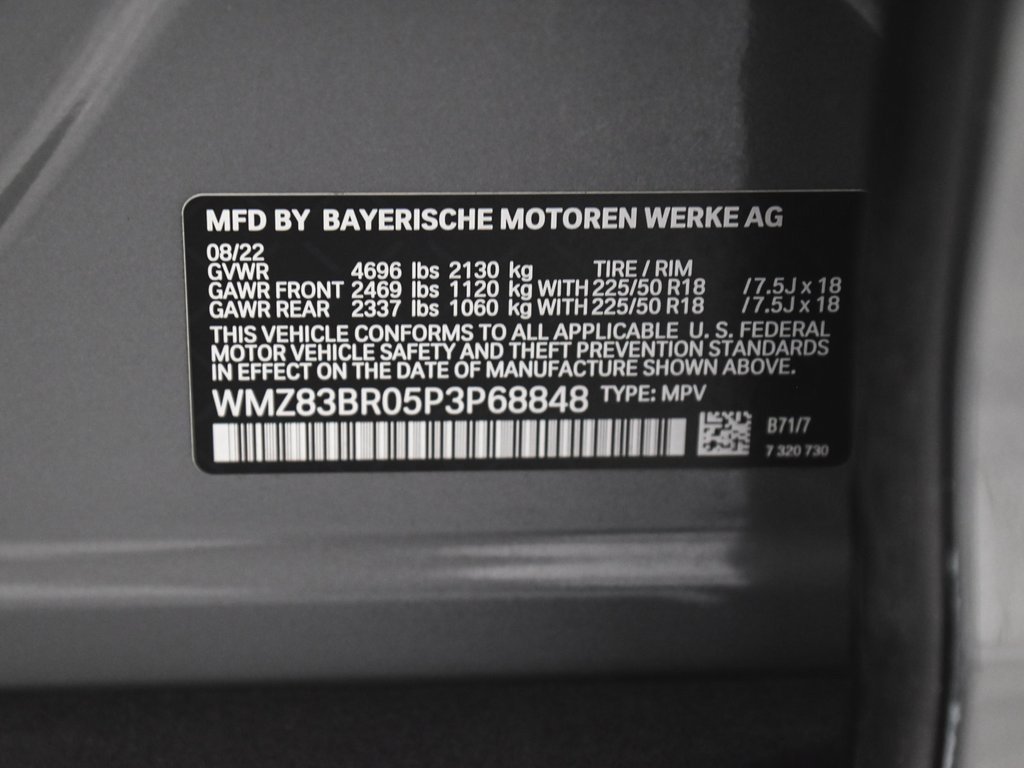 MFD BY BAYERISCHE MOTOREN WERKE AG
08/22
GVWR 4696 lbs 2130 kg TIRE / RIM
GAWR FRONT 2469 lbs 1120 kg WITH 225/50 R18 /7.5J x 18
GAWR REAR 2337 lbs 1060 kg WITH 225/50 R18 /7.5J x 18
THIS VEHICLE CONFORMS TO ALL APPLICABLE U. S. FEDERAL
MOTOR VEHICLE SAFETY AND THEFT PREVENTION STANDARDS
IN EFFECT ON THE DATE OF MANUFACTURE SHOWN ABOVE.
WMZ83BR05P3P68848 TYPE: MPV
B71/7
7 320 730